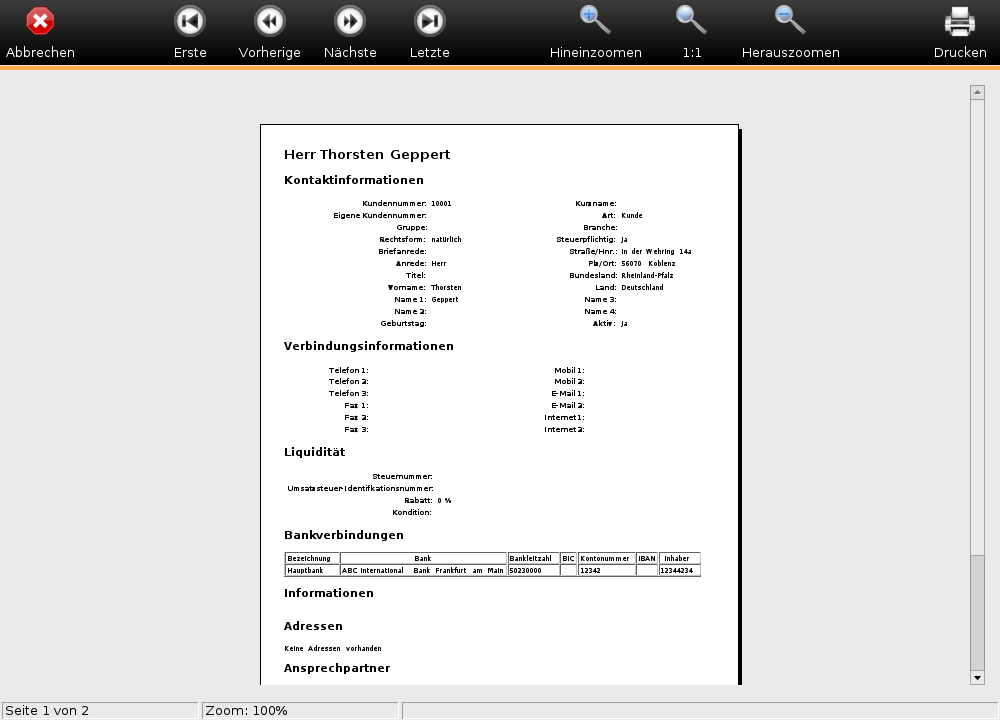 Abbrechen Erste Vorherige Nächste Letzte Hineinzoomen 1:1 Herauszoomen Drucken
Herr Thorsten Geppert
Kontaktinformationen
Kundennummer: 10001 Kurzname:
Eigene Kundennummer: Art: Kunde
Gruppe: Branche:
Rechtsform: natürlich Steuerpflichtig: Ja
Briefanrede: Straße/Hnr.: In der Wehring 14a
Anrede: Herr Plz/Ort: 56070 Koblenz
Titel: Bundesland: Rheinland-Pfalz
Vorname: Thorsten Land: Deutschland
Name 1: Geppert Name 3:
Name 2: Name 4:
Geburtstag: Aktiv: Ja
Verbindungsinformationen
Telefon 1: Mobil 1:
Telefon 2: Mobil 2:
Telefon 3: E-Mail 1:
Fax 1: E-Mail 2:
Fax 2: Internet 1:
Fax 3: Internet 2:
Liquidität
Steuernummer:
Umsatzsteuer-Identifkationsnummer:
Rabatt: 0 %
Kondition:
Bankverbindungen
Bezeichnung Bank Bankleitzahl BIC Kontonummer IBAN Inhaber
Hauptbank ABC International Bank Frankfurt am Main 50230000 12342 12344234
Informationen
Adressen
Keine Adressen vorhanden
Ansprechpartner
Seite 1 von 2 Zoom: 100%